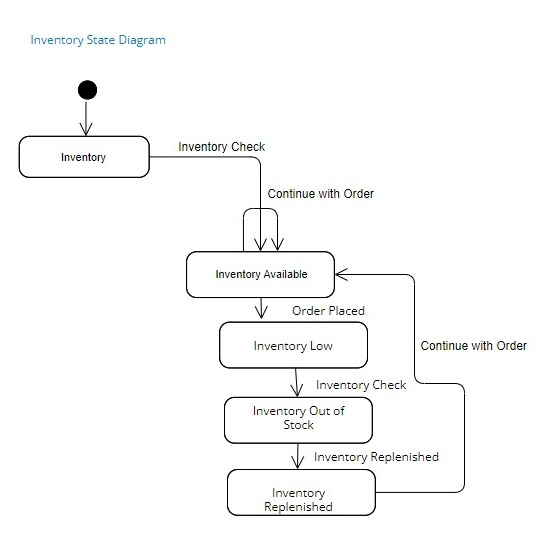 Inventory State Diagram
Inventory Check
Inventory
Continue with Order
Inventory Available
Order Placed
Inventory Low
Continue with Order
Inventory Check
Inventory Out of
Stock
Inventory Replenished
Inventory
Replenished